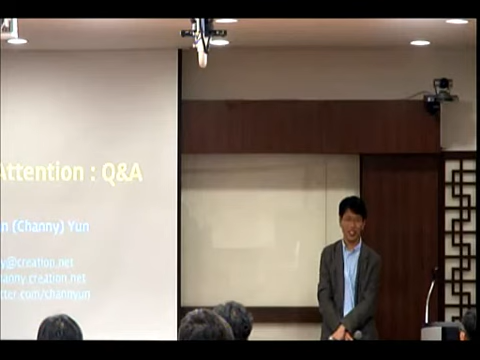 Attention : Q&A
n (Channy) Yun
y@creation.net
hanny.creation.net
tter.com/channyun